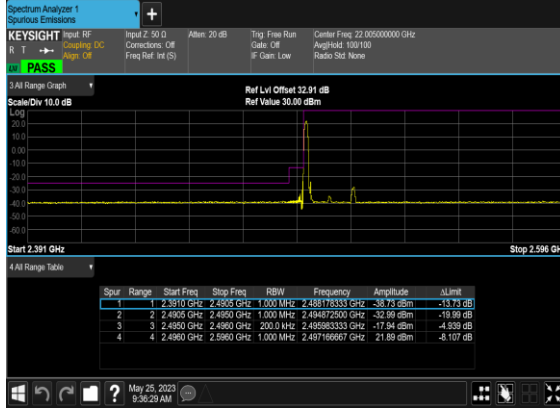 Spectrum Analyzer 1
Spurious Emissions
+
KEYSIGHT Input: RF Input Z: 50 Ω Atten: 20 dB Trig: Free Run Center Freq: 22.005000000 GHz
R T Coupling: DC Corrections: Off Gate: Off Avg|Hold: 100/100
Align: Off Freq Ref: Int (S) IF Gain: Low Radio Std: None
PASS
3 All Range Graph
Ref Lvl Offset 32.91 dB
Scale/Div 10.0 dB Ref Value 30.00 dBm
Log
20.0
10.0
0.00
-10.0
-20.0
-30.0
-40.0
-50.0
-60.0
Start 2.391 GHz Stop 2.596 GH
4 All Range Table
Spur Range Start Freq Stop Freq RBW Frequency Amplitude ΔLimit
1 1 2.3910 GHz 2.4905 GHz 1.000 MHz 2.488178333 GHz -38.73 dBm -13.73 dB
2 2 2.4905 GHz 2.4950 GHz 1.000 MHz 2.494872500 GHz -32.99 dBm -19.99 dB
3 3 2.4950 GHz 2.4960 GHz 200.0 kHz 2.495983333 GHz -17.94 dBm -4.939 dB
4 4 2.4960 GHz 2.5960 GHz 1.000 MHz 2.497166667 GHz 21.89 dBm -8.107 dB
? May 25, 2023
9:36:29 AM